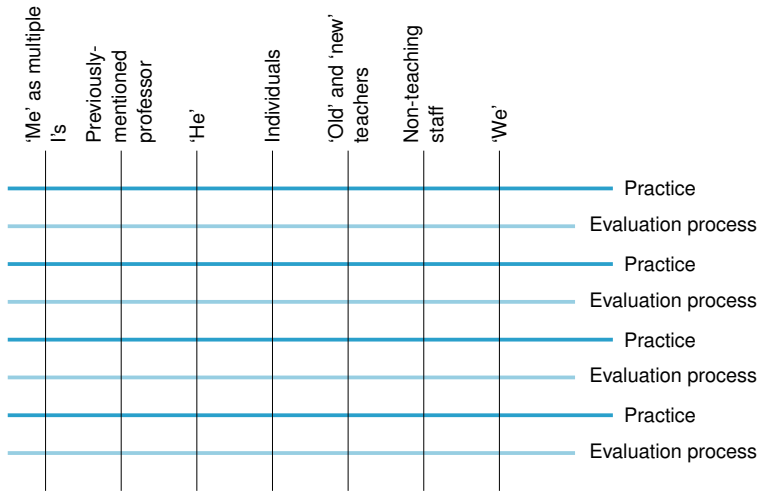 ‘Me’ as multiple
I’s
Previously-
mentioned
professor
‘He’
Individuals
‘Old’ and ‘new’
teachers
Non-teaching
staff
‘We’
Practice
Evaluation process
Practice
Evaluation process
Practice
Evaluation process
Practice
Evaluation process